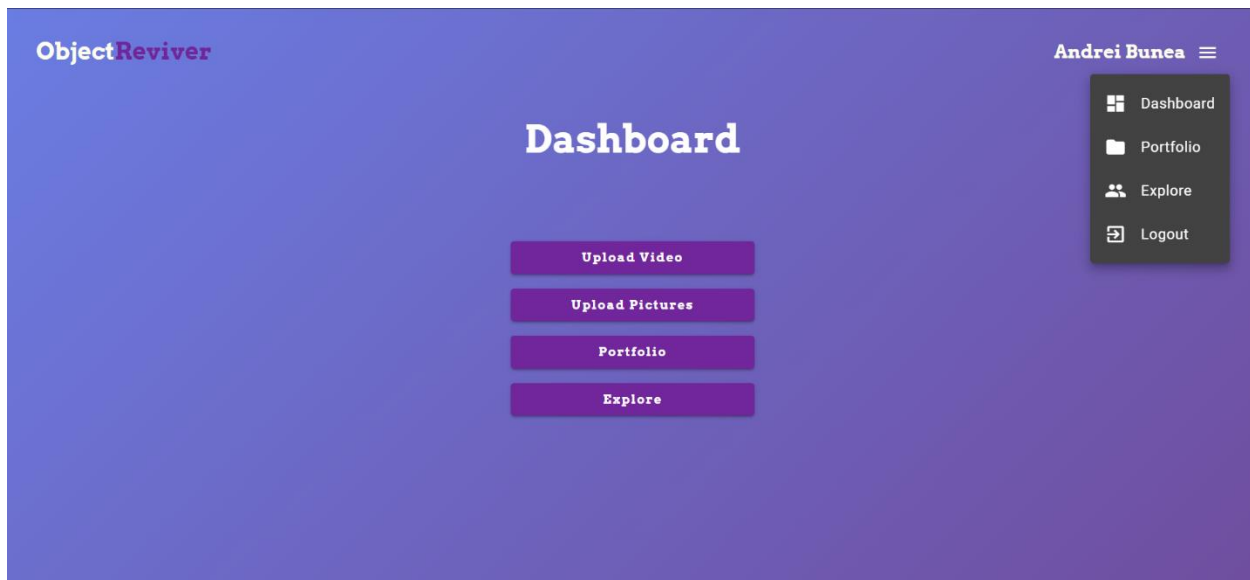 ObjectReviver
Andrei Bunea
Dashboard
Portfolio
Explore
Logout
Dashboard
Upload Video
Upload Pictures
Portfolio
Explore